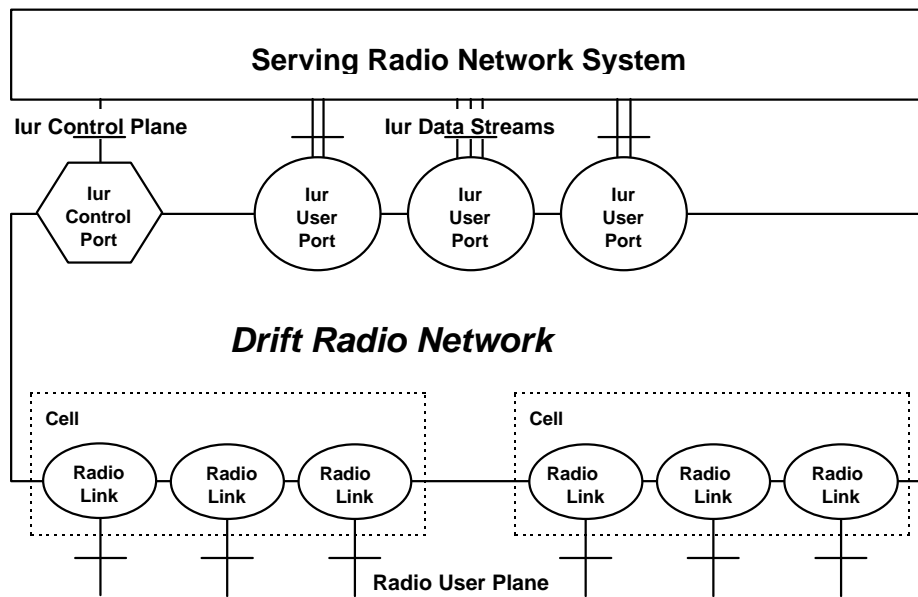 Serving Radio Network System
Iur Control Plane
Iur Data Streams
Iur
Control
Port
Iur
User
Port
Iur
User
Port
Iur
User
Port
Drift Radio Network
Cell
Radio
Link
Radio
Link
Radio
Link
Cell
Radio
Link
Radio
Link
Radio
Link
Radio User Plane